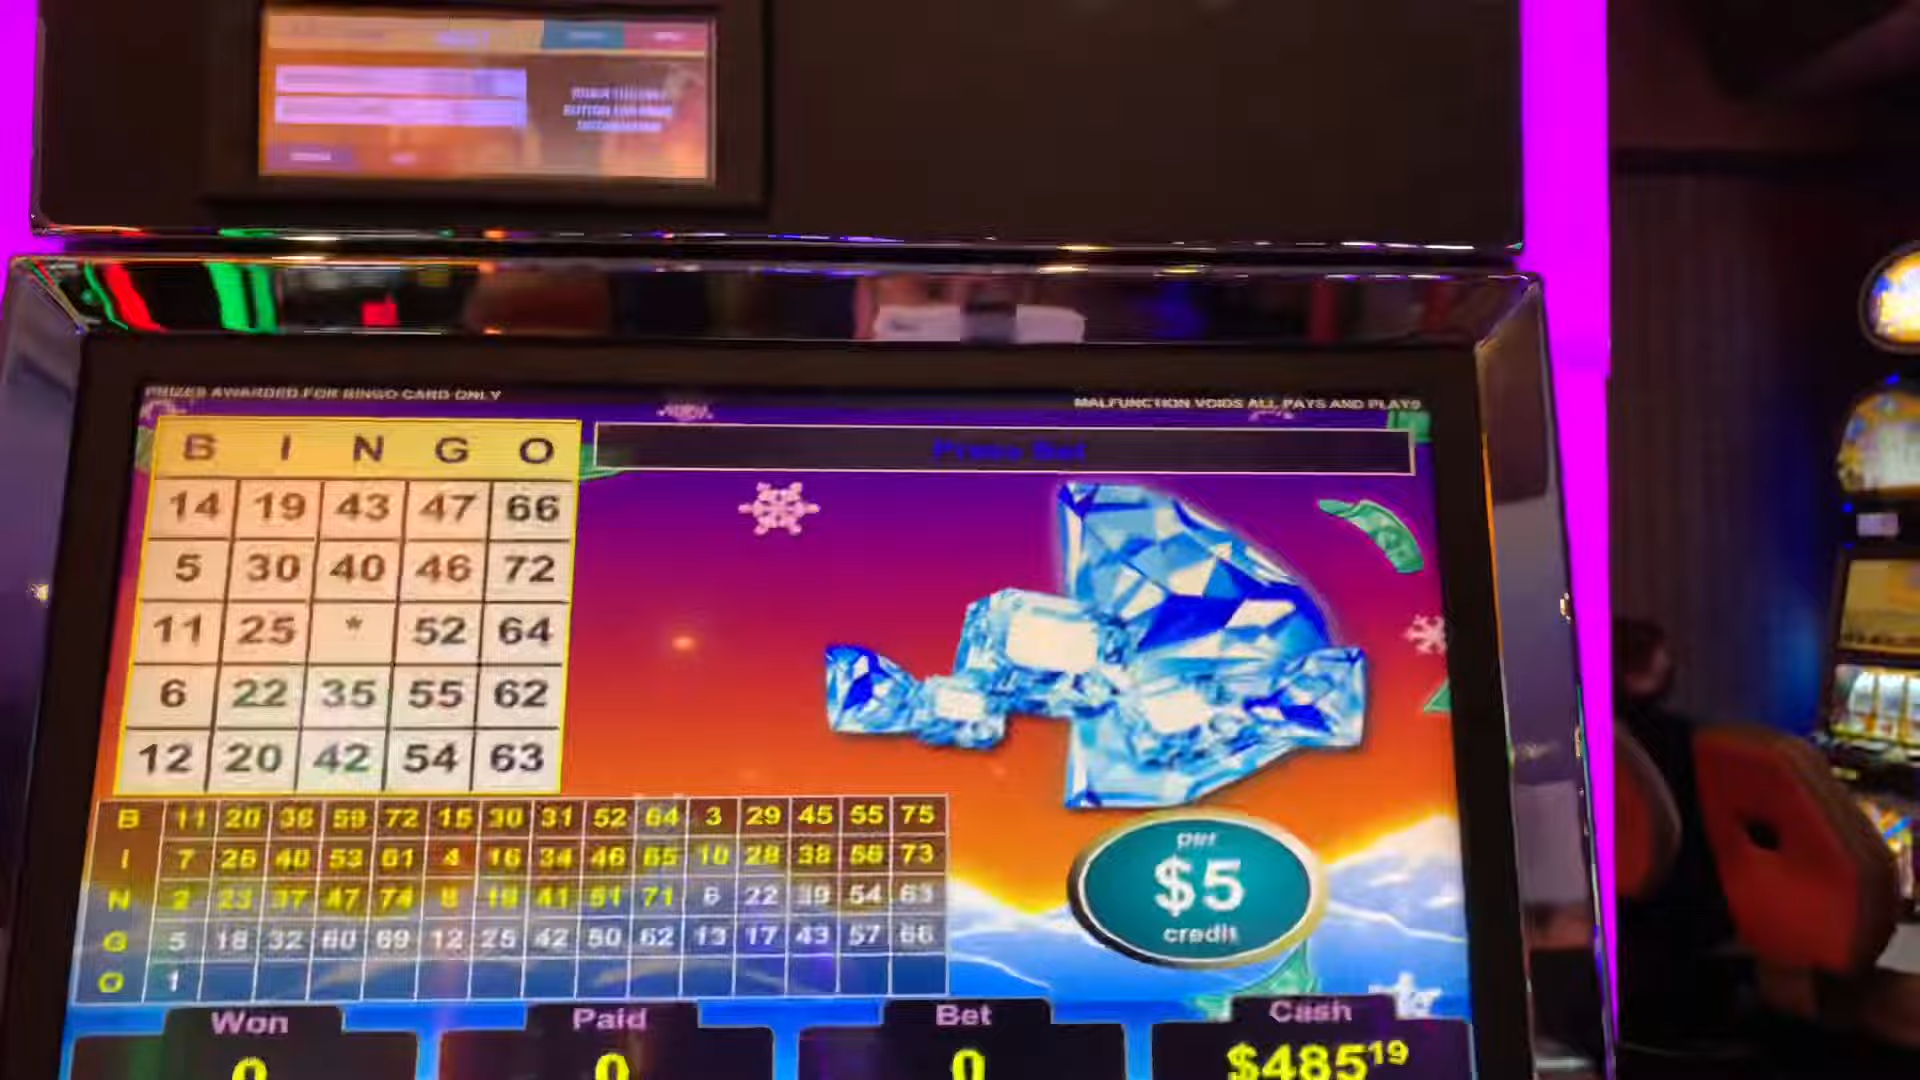 PRIZES AWARDED FOR BINGO CARD ONLY
MALFUNCTION VOIDS ALL PAYS AND PLAYS
B I N G O
Press Bet
14 19 43 47 66
5 30 40 46 72
11 25 * 52 64
6 22 35 55 62
12 20 42 54 63
B 11 20 36 59 72 15 30 31 52 64 3 29 45 55 75
I 7 26 40 53 61 4 16 34 46 65 10 28 38 56 73
N 2 23 37 47 74 8 19 41 51 71 6 22 39 54 63
G 5 18 32 60 69 12 25 42 50 62 13 17 43 57 66
O 1
per
$5
credit
Won Paid Bet Cash
0 0 0 $485.19